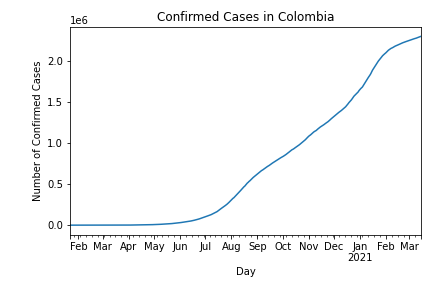 Confirmed Cases in Colombia
1e6
2.0
1.5
1.0
0.5
0.0
Number of Confirmed Cases
Feb Mar Apr May Jun Jul Aug Sep Oct Nov Dec Jan Feb Mar
2021
Day